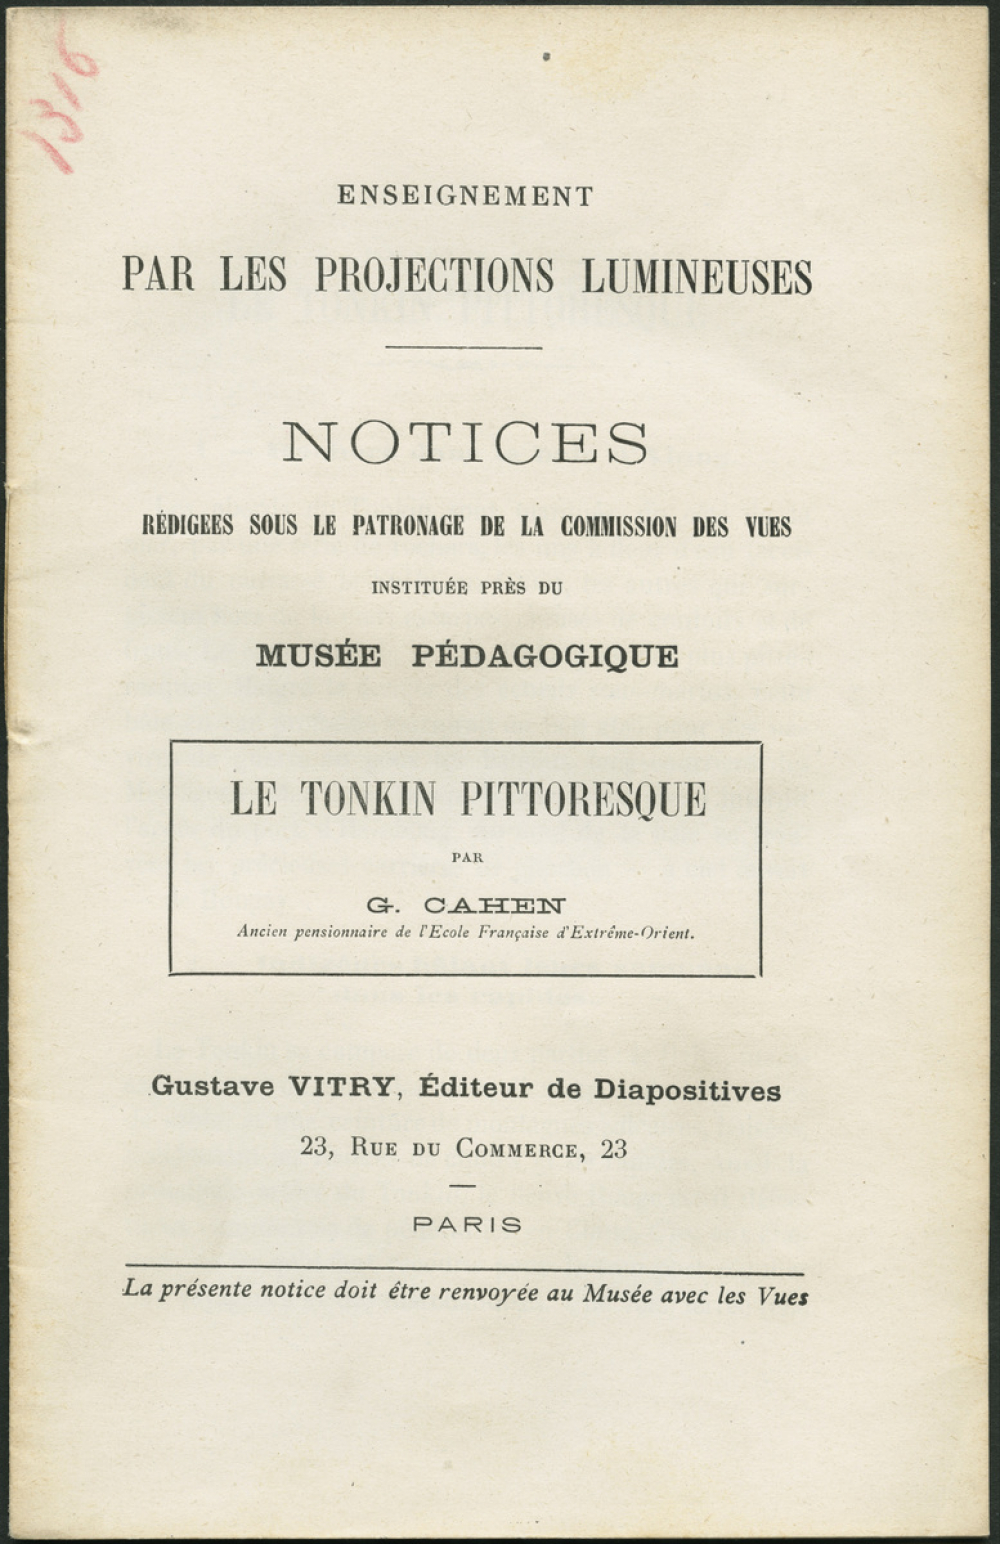 1316
ENSEIGNEMENT
PAR LES PROJECTIONS LUMINEUSES
NOTICES
RÉDIGEES SOUS LE PATRONAGE DE LA COMMISSION DES VUES
INSTITUÉE PRÈS DU
MUSÉE PÉDAGOGIQUE
LE TONKIN PITTORESQUE
PAR
G. CAHEN
Ancien pensionnaire de l'Ecole Française d'Extrême-Orient.
Gustave VITRY, Éditeur de Diapositives
23, RUE DU COMMERCE, 23
PARIS
La présente notice doit être renvoyée au Musée avec les Vues